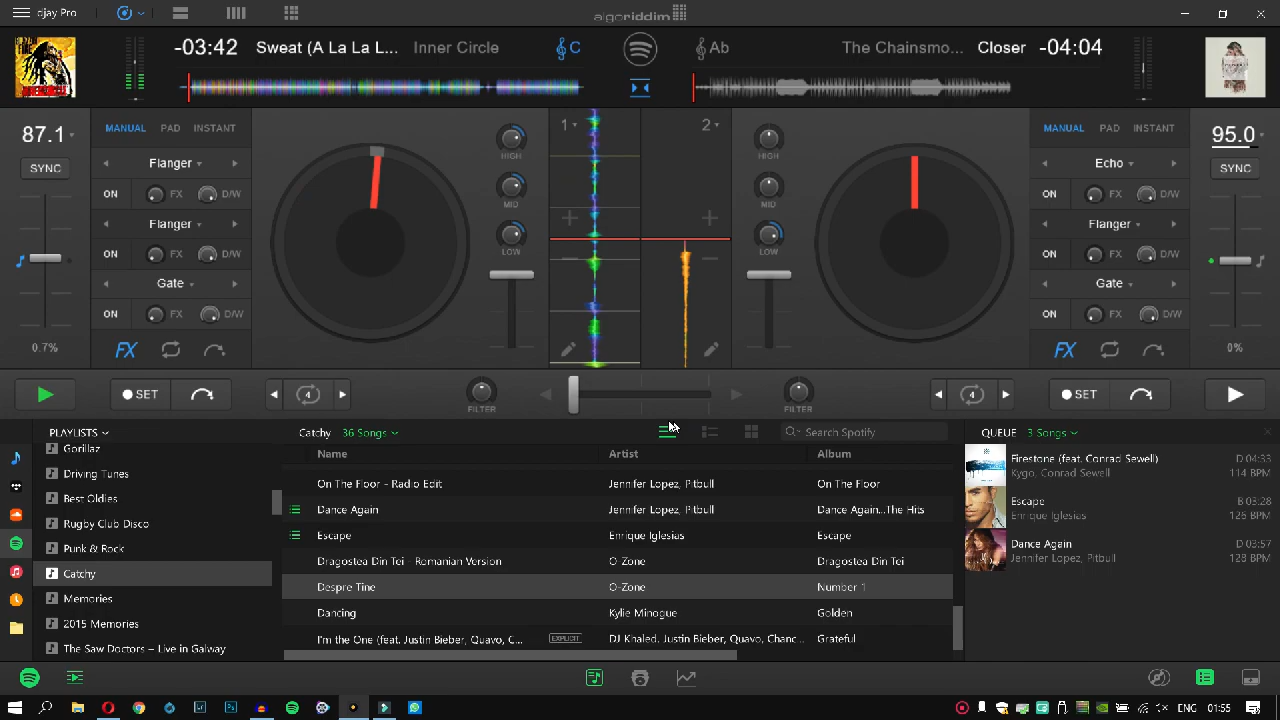 djay Pro
algoriddim
-03:42 Sweat (A La La L... Inner Circle C
Ab The Chainsmo... Closer -04:04
87.1
SYNC
0.7%
MANUAL PAD INSTANT
Flanger
ON FX D/W
Flanger
ON FX D/W
Gate
ON FX D/W
FX
HIGH
MID
LOW
1 2
HIGH
MID
LOW
MANUAL PAD INSTANT
Echo
ON FX D/W
Flanger
ON FX D/W
Gate
ON FX D/W
FX
95.0
SYNC
0%
SET 4 FILTER FILTER 4 SET
PLAYLISTS
Gorillaz
Driving Tunes
Best Oldies
Rugby Club Disco
Punk & Rock
Catchy
Memories
2015 Memories
The Saw Doctors – Live in Galway
Catchy 36 Songs Search Spotify
Name Artist Album
On The Floor - Radio Edit Jennifer Lopez, Pitbull On The Floor
Dance Again Jennifer Lopez, Pitbull Dance Again...The Hits
Escape Enrique Iglesias Escape
Dragostea Din Tei - Romanian Version O-Zone Dragostea Din Tei
Despre Tine O-Zone Number 1
Dancing Kylie Minogue Golden
I'm the One (feat. Justin Bieber, Quavo, C... EXPLICIT DJ Khaled, Justin Bieber, Quavo, Chanc... Grateful
QUEUE 3 Songs
Firestone (feat. Conrad Sewell) D 04:33
Kygo, Conrad Sewell 114 BPM
Escape B 03:28
Enrique Iglesias 126 BPM
Dance Again D 03:57
Jennifer Lopez, Pitbull 128 BPM
ENG 01:55